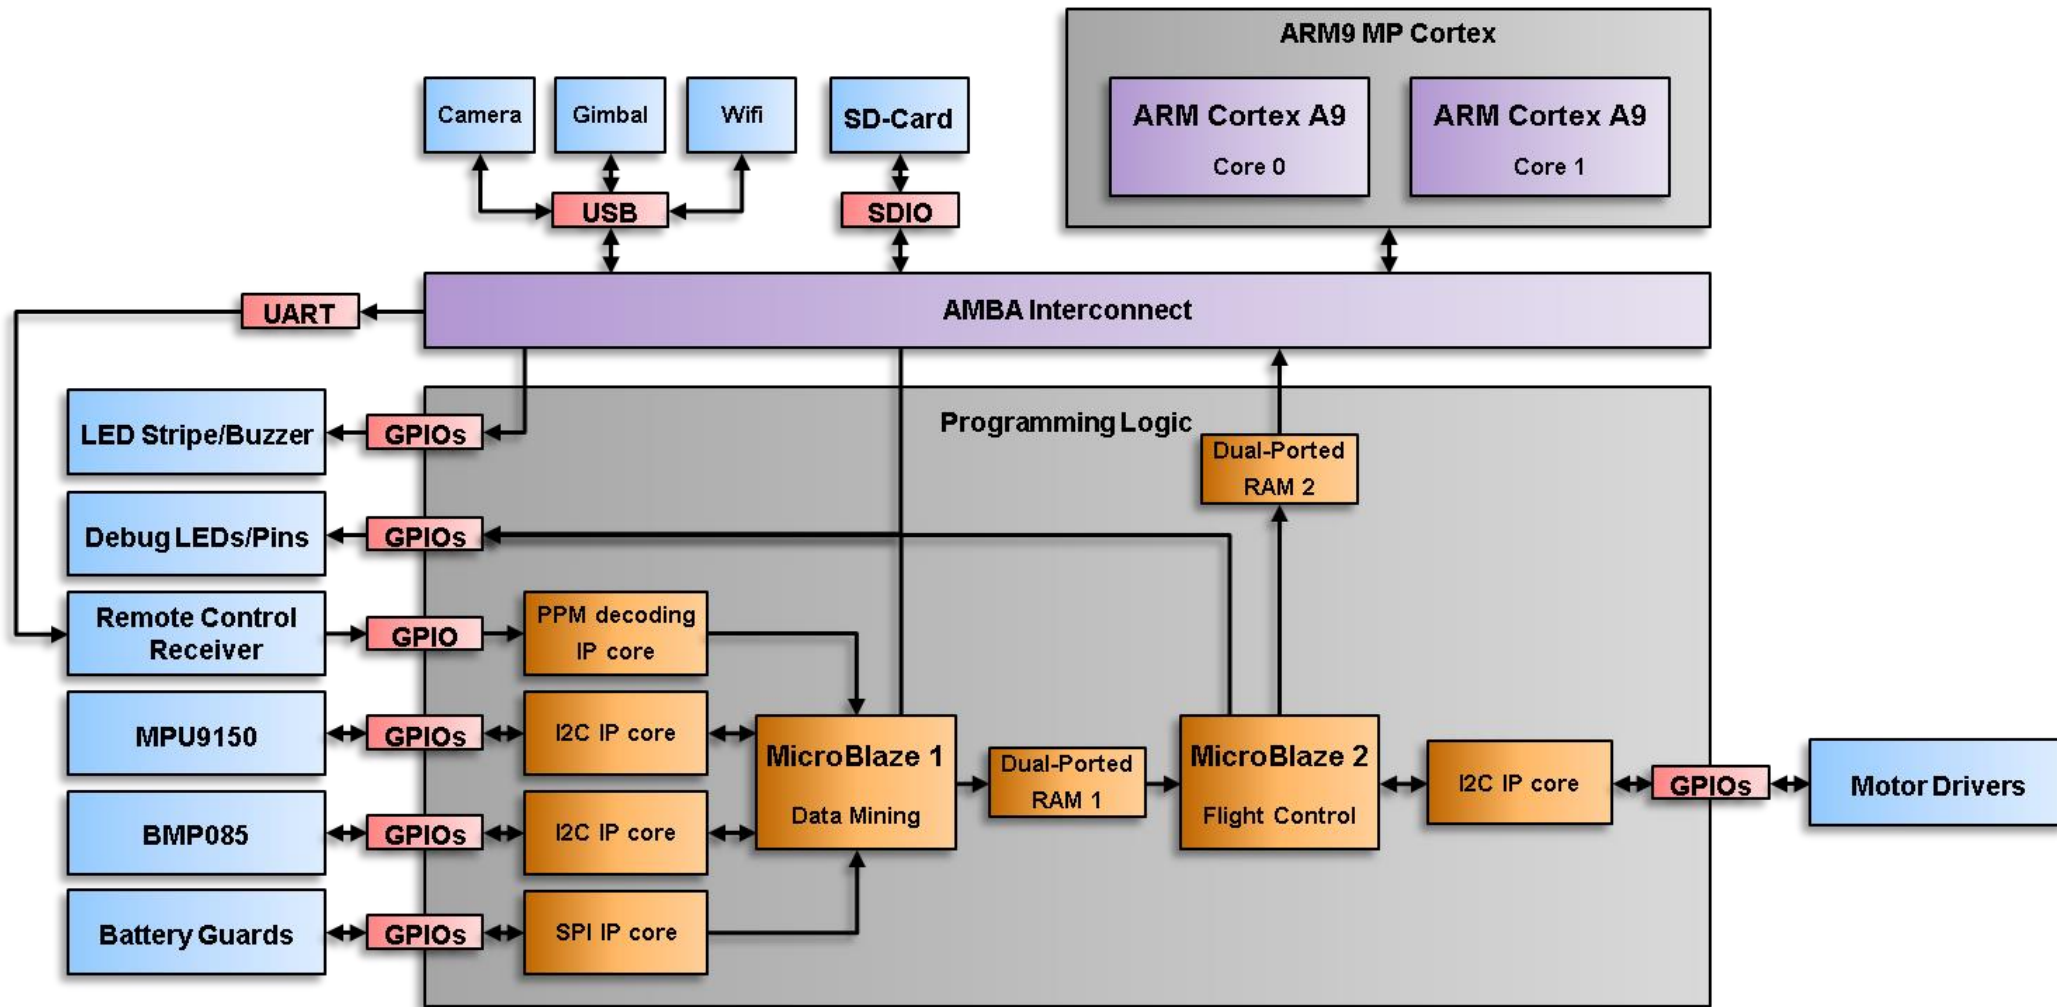 ARM9 MP Cortex
Camera
Gimbal
Wifi
SD-Card
ARM Cortex A9
Core 0
ARM Cortex A9
Core 1
USB
SDIO
UART
AMBA Interconnect
Programming Logic
LED Stripe/Buzzer
GPIOs
Dual-Ported
RAM 2
Debug LEDs/Pins
GPIOs
Remote Control
Receiver
GPIO
PPM decoding
IP core
MPU9150
GPIOs
I2C IP core
MicroBlaze 1
Data Mining
Dual-Ported
RAM 1
MicroBlaze 2
Flight Control
I2C IP core
GPIOs
Motor Drivers
BMP085
GPIOs
I2C IP core
Battery Guards
GPIOs
SPI IP core